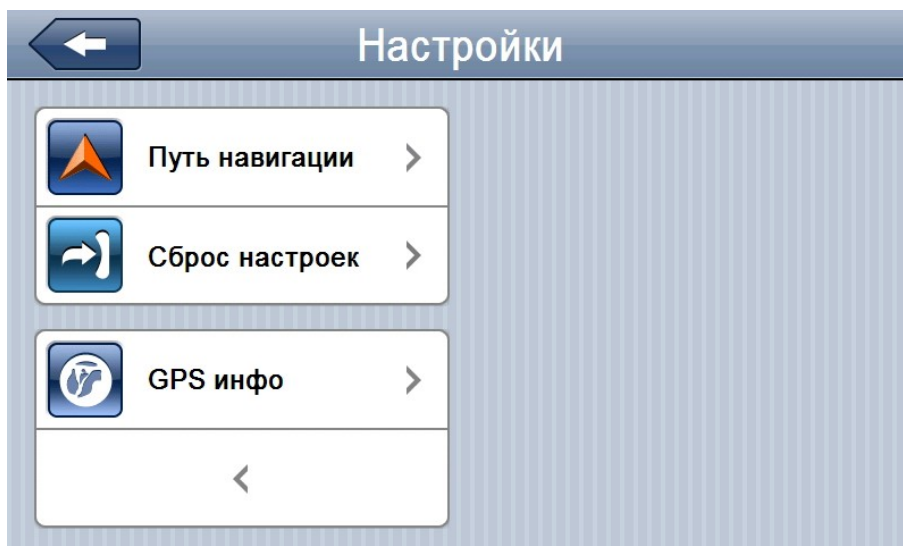 Настройки
Путь навигации
Сброс настроек
GPS инфо